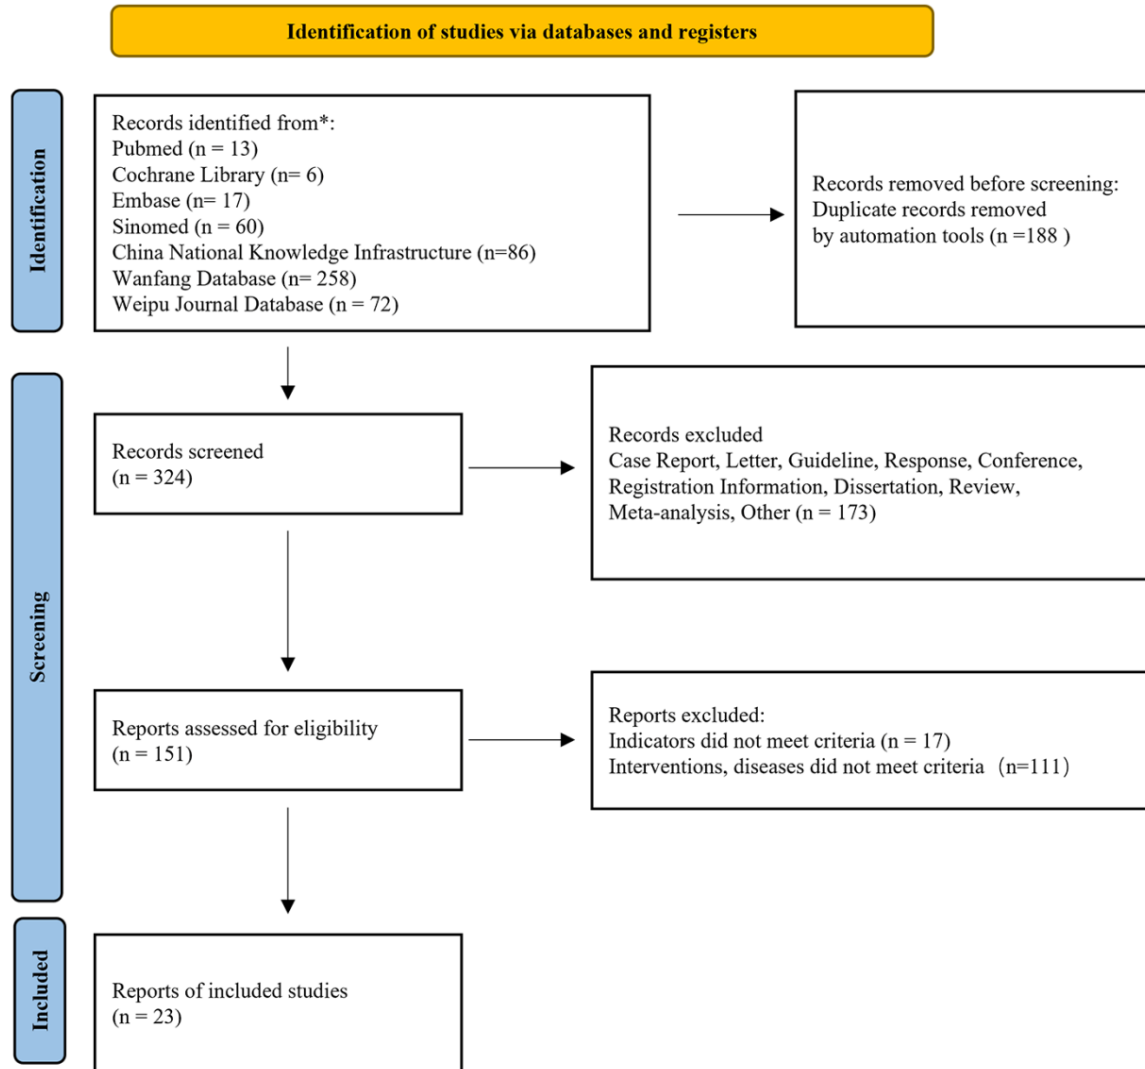 Identification of studies via databases and registers
Identification
Records identified from*:
Pubmed (n = 13)
Cochrane Library (n= 6)
Embase (n= 17)
Sinomed (n = 60)
China National Knowledge Infrastructure (n=86)
Wanfang Database (n= 258)
Weipu Journal Database (n = 72)
Records removed before screening:
Duplicate records removed
by automation tools (n =188 )
Screening
Records screened
(n = 324)
Records excluded
Case Report, Letter, Guideline, Response, Conference,
Registration Information, Dissertation, Review,
Meta-analysis, Other (n = 173)
Reports assessed for eligibility
(n = 151)
Reports excluded:
Indicators did not meet criteria (n = 17)
Interventions, diseases did not meet criteria（n=111）
Included
Reports of included studies
(n = 23)